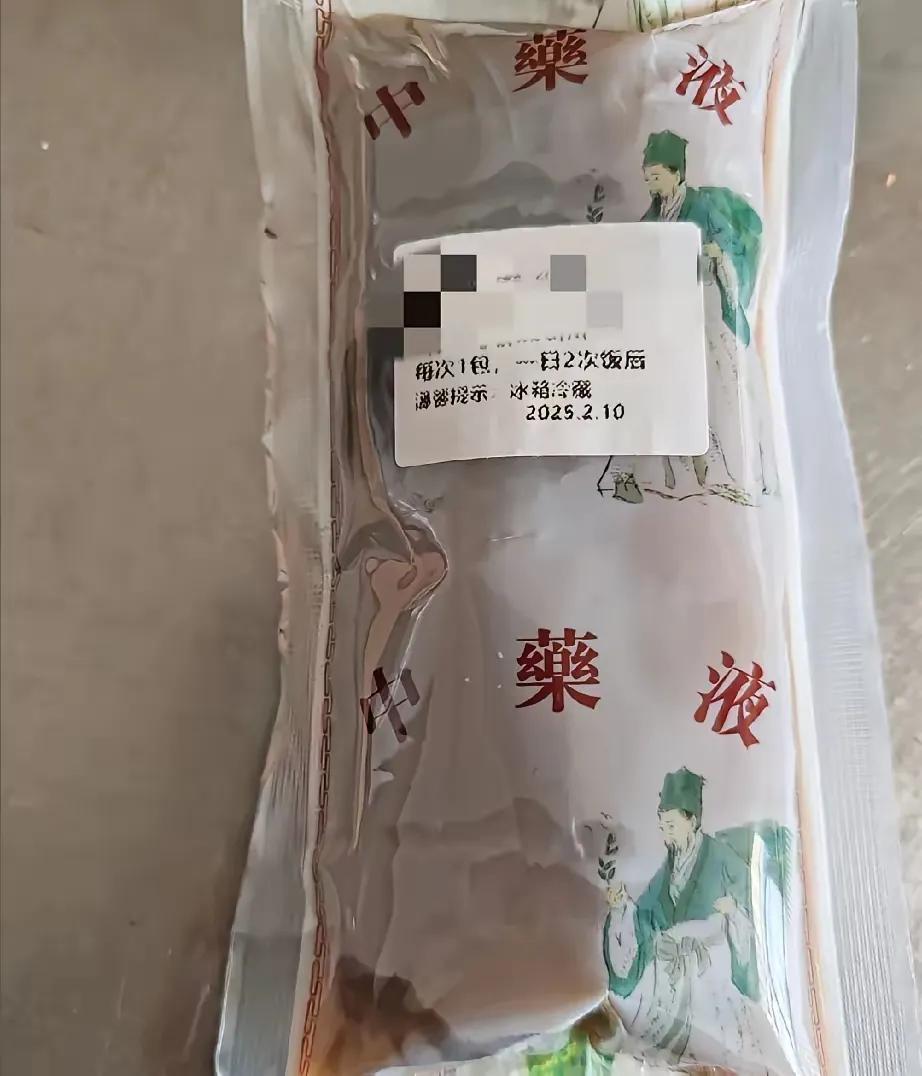 中藥液
每次1包，一日2次饭后
温馨提示：冰箱冷藏
2025.2.10
中藥液